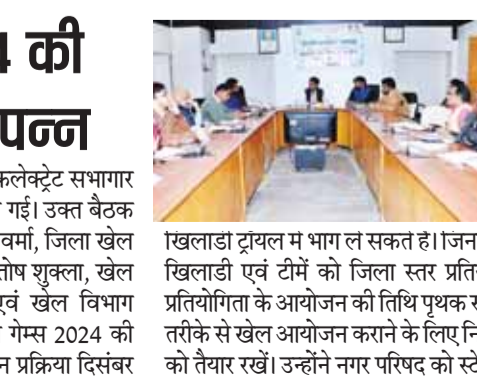 4 की
पन्न
कलेक्ट्रेट सभागार
गई। उक्त बैठक
वर्मा, जिला खेल
तोष शुक्ला, खेल
एवं खेल विभाग
गेम्स 2024 की
न प्रक्रिया दिसंबर
खिलाडी ट्रॉयल में भाग ले सकते हैं। जिन
खिलाडी एवं टीमें को जिला स्तर प्रति
प्रतियोगिता के आयोजन की तिथि पृथक स
तरीके से खेल आयोजन कराने के लिए नि
को तैयार रखें। उन्होंने नगर परिषद को स्टे